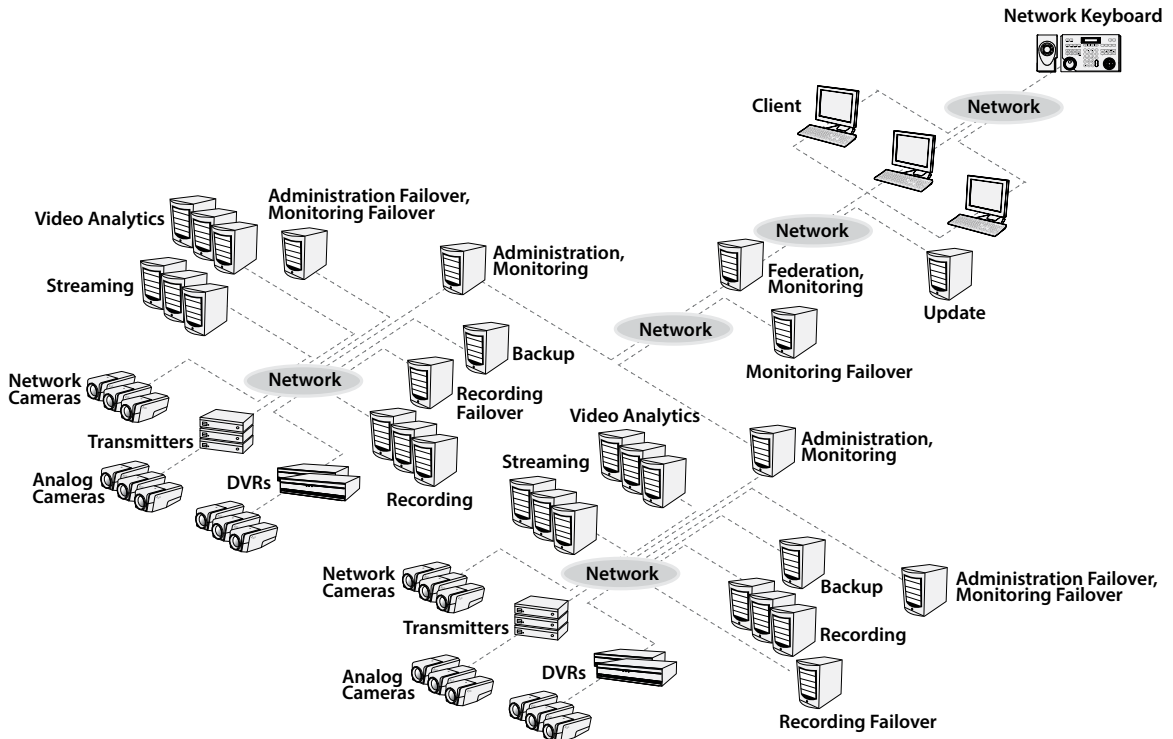 Network Keyboard
Client
Network
Administration Failover,
Monitoring Failover
Video Analytics
Network
Administration,
Monitoring
Federation,
Monitoring
Streaming
Update
Network
Backup
Monitoring Failover
Network
Network
Cameras
Recording
Failover
Video Analytics
Transmitters
Administration,
Monitoring
Streaming
Analog
Cameras
DVRs
Recording
Network
Network
Cameras
Backup
Administration Failover,
Monitoring Failover
Transmitters
Recording
Analog
Cameras
DVRs
Recording Failover